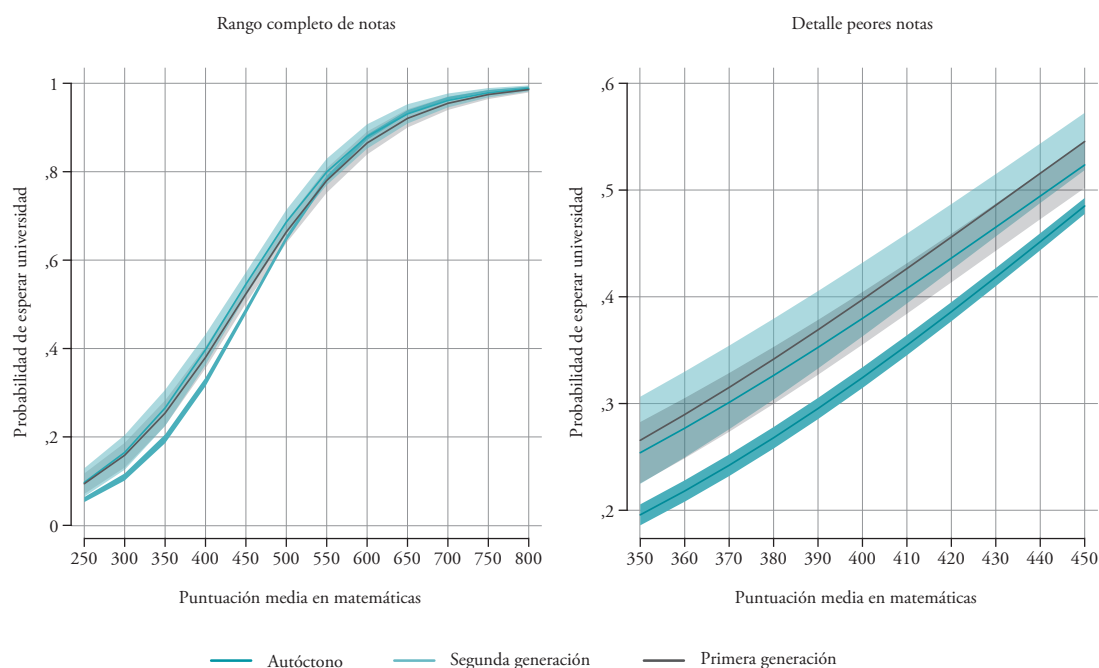 Rango completo de notas
Detalle peores notas
Probabilidad de esperar universidad
1
,8
,6
,4
,2
0
250 300 350 400 450 500 550 600 650 700 750 800
Puntuación media en matemáticas
Probabilidad de esperar universidad
,6
,5
,4
,3
,2
350 360 370 380 390 400 410 420 430 440 450
Puntuación media en matemáticas
Autóctono Segunda generación Primera generación